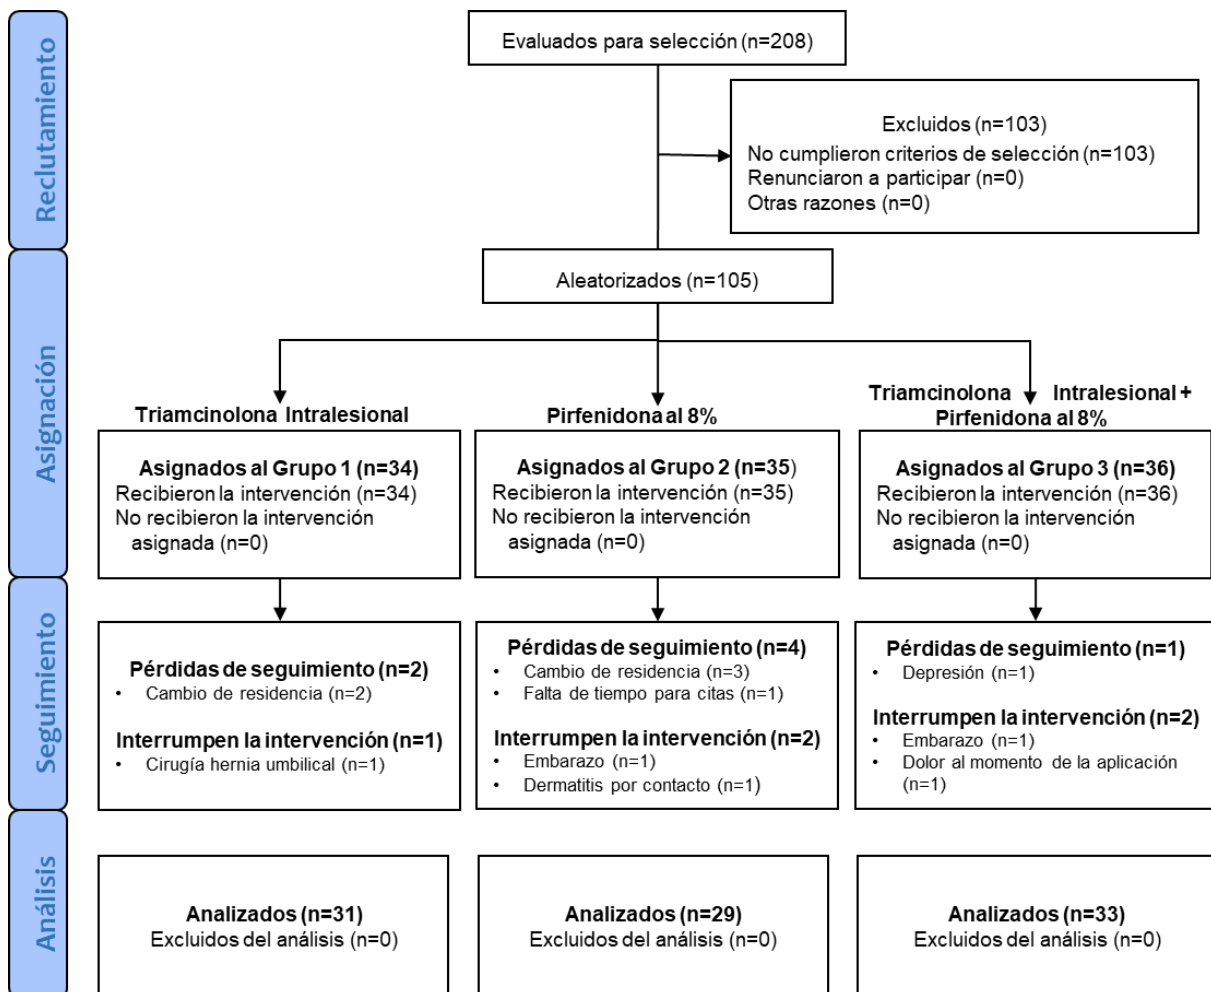 Reclutamiento
Evaluados para selección (n=208)
Excluidos (n=103)
No cumplieron criterios de selección (n=103)
Renunciaron a participar (n=0)
Otras razones (n=0)
Asignación
Aleatorizados (n=105)
Triamcinolona Intralesional
Asignados al Grupo 1 (n=34)
Recibieron la intervención (n=34)
No recibieron la intervención
asignada (n=0)
Pirfenidona al 8%
Asignados al Grupo 2 (n=35)
Recibieron la intervención (n=35)
No recibieron la intervención
asignada (n=0)
Triamcinolona Intralesional +
Pirfenidona al 8%
Asignados al Grupo 3 (n=36)
Recibieron la intervención (n=36)
No recibieron la intervención
asignada (n=0)
Seguimiento
Pérdidas de seguimiento (n=2)
• Cambio de residencia (n=2)
Interrumpen la intervención (n=1)
• Cirugía hernia umbilical (n=1)
Pérdidas de seguimiento (n=4)
• Cambio de residencia (n=3)
• Falta de tiempo para citas (n=1)
Interrumpen la intervención (n=2)
• Embarazo (n=1)
• Dermatitis por contacto (n=1)
Pérdidas de seguimiento (n=1)
• Depresión (n=1)
Interrumpen la intervención (n=2)
• Embarazo (n=1)
• Dolor al momento de la aplicación
(n=1)
Análisis
Analizados (n=31)
Excluidos del análisis (n=0)
Analizados (n=29)
Excluidos del análisis (n=0)
Analizados (n=33)
Excluidos del análisis (n=0)